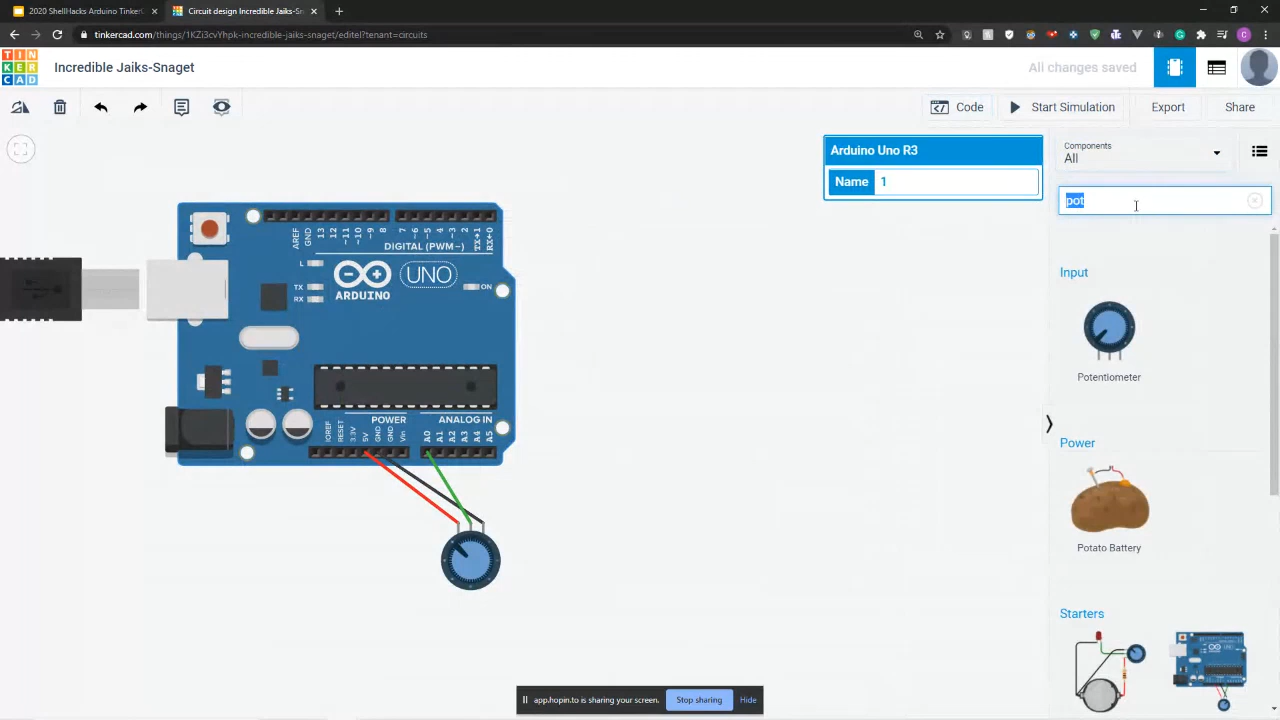 2020 ShellHacks Arduino TinkerC
Circuit design Incredible Jaiks-Sn
tinkercad.com/things/1KZi3cvYhpk-incredible-jaiks-snaget/editel?tenant=circuits
TIN
KER
CAD
Incredible Jaiks-Snaget
All changes saved
Code
Start Simulation
Export
Share
Arduino Uno R3
Name 1
Components
All
pot
Input
Potentiometer
Power
Potato Battery
Starters
AREF
GND
13
12
~11
~10
~9
8
7
~6
~5
4
~3
2
TX→1
RX←0
DIGITAL (PWM~)
L
TX
RX
ARDUINO
UNO
ON
POWER
ANALOG IN
IOREF
RESET
3.3V
5V
GND
GND
Vin
A0
A1
A2
A3
A4
A5
app.hopin.to is sharing your screen.
Stop sharing
Hide